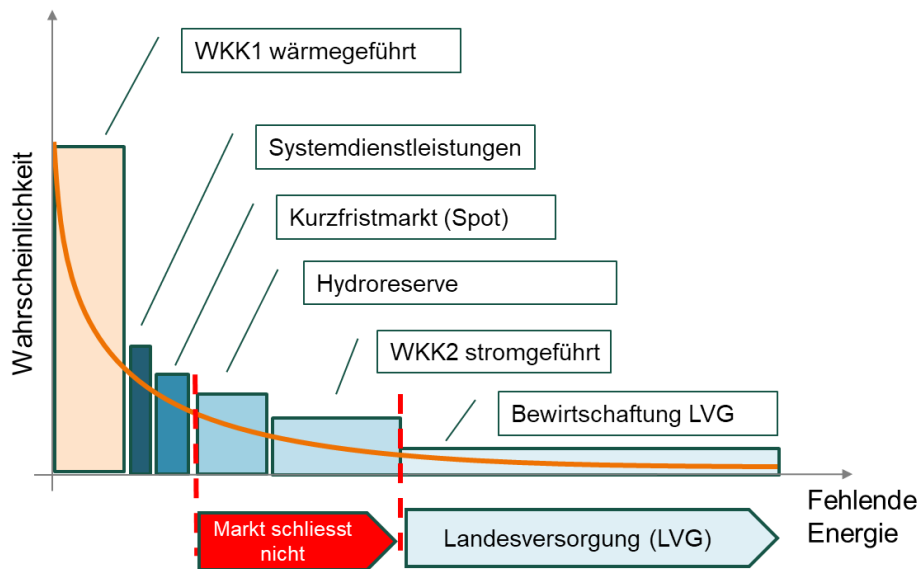 WKK1 wärmegeführt
Systemdienstleistungen
Kurzfristmarkt (Spot)
Hydroreserve
WKK2 stromgeführt
Bewirtschaftung LVG
Wahrscheinlichkeit
Fehlende
Energie
Markt schliesst
nicht
Landesversorgung (LVG)